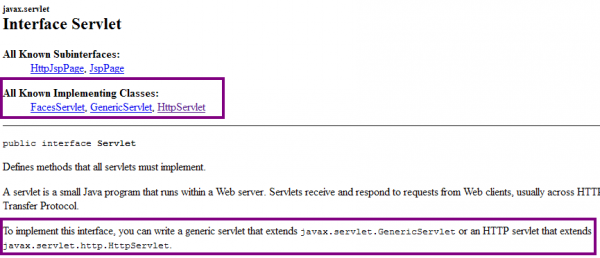 javax.servlet
Interface Servlet
All Known Subinterfaces:
HttpJspPage, JspPage
All Known Implementing Classes:
FacesServlet, GenericServlet, HttpServlet
public interface Servlet
Defines methods that all servlets must implement.
A servlet is a small Java program that runs within a Web server. Servlets receive and respond to requests from Web clients, usually across HTT
Transfer Protocol.
To implement this interface, you can write a generic servlet that extends javax.servlet.GenericServlet or an HTTP servlet that extends
javax.servlet.http.HttpServlet.